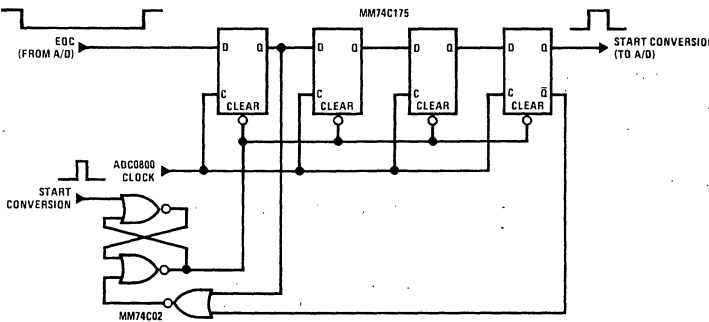 MM74C175
EOC
(FROM A/D)
D Q
D Q
D Q
D Q
START CONVERSION
(TO A/D)
C
CLEAR
C
CLEAR
C
CLEAR
C Q̅
CLEAR
ADC0800
CLOCK
START
CONVERSION
MM74C02